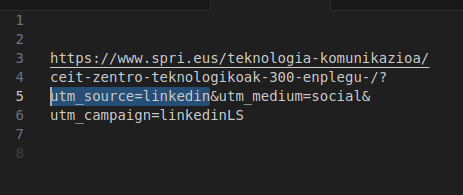 1
2
3 https://www.spri.eus/teknologia-komunikazioa/
4 ceit-zentro-teknologikoak-300-enplegu-/?
5 utm_source=linkedin&utm_medium=social&
6 utm_campaign=linkedinLS
7
8